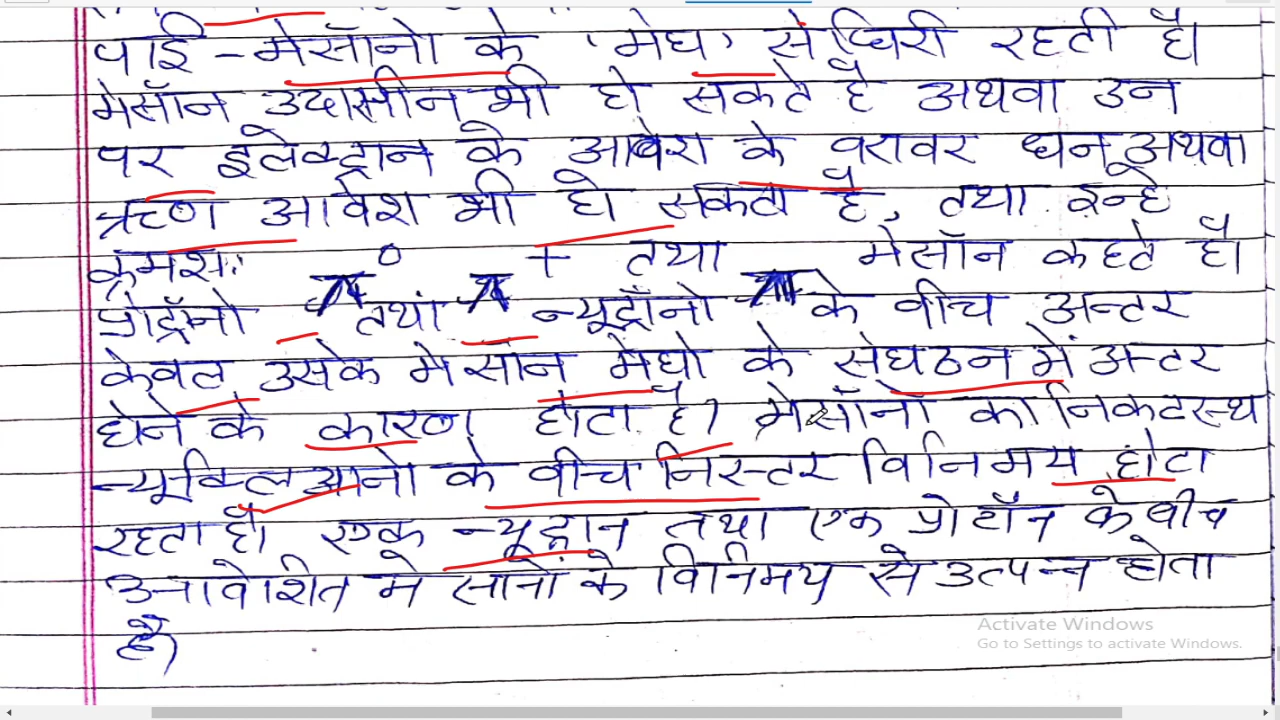 पाई - मेसॉनो के 'मेघ' से घिरी रहती है।
मेसॉन उदासीन भी हो सकते है अथवा उन
पर इलेक्ट्रान के आवेश के बराबर धन अथवा
ऋण आवेश भी हो सकता है, तथा इन्हे
क्रमशः π⁰ π⁺ तथा मेसॉन कहते है।
प्रोट्रॉनो तथा न्यूट्रॉनो के वीच अन्तर
केवल उसके मेसॉन मेघो के संघठन में अन्तर
होने के कारण होता है। मेसॉनो का निकटस्थ
न्यूक्लिआनो के वीच निरन्तर विनिमय होता
रहता है। एक न्यूट्रान तथा एक प्रोटॉन के वीच
आवेशित मेसानो के विनिमय से उत्पन्न होता
है।
Activate Windows
Go to Settings to activate Windows.